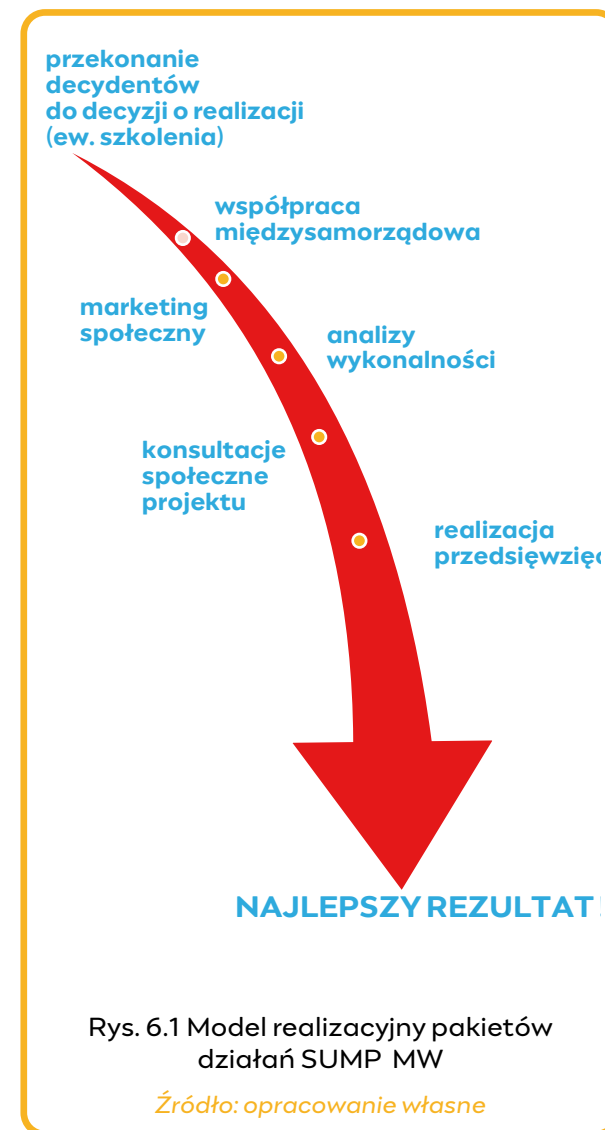 przekonanie
decydentów
do decyzji o realizacji
(ew. szkolenia)
współpraca
międzysamorządowa
marketing
społeczny
analizy
wykonalności
konsultacje
społeczne
projektu
realizacja
NAJLEPSZY REZULTAT!
Rys. 6.1 Model realizacyjny pakietów
działań SUMP MW
Źródło: opracowanie własne